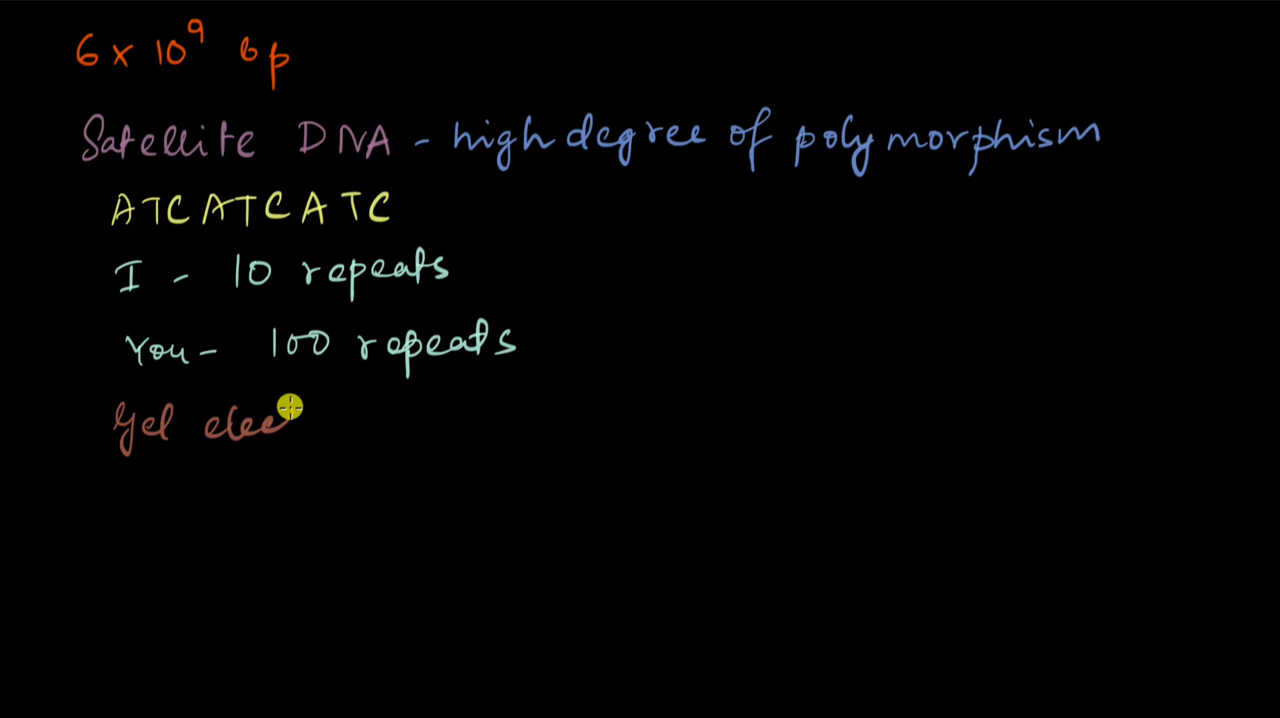 6 x 10⁹ bp
Satellite DNA - high degree of polymorphism
ATCATCATC
I - 10 repeats
You - 100 repeats
Gel elec